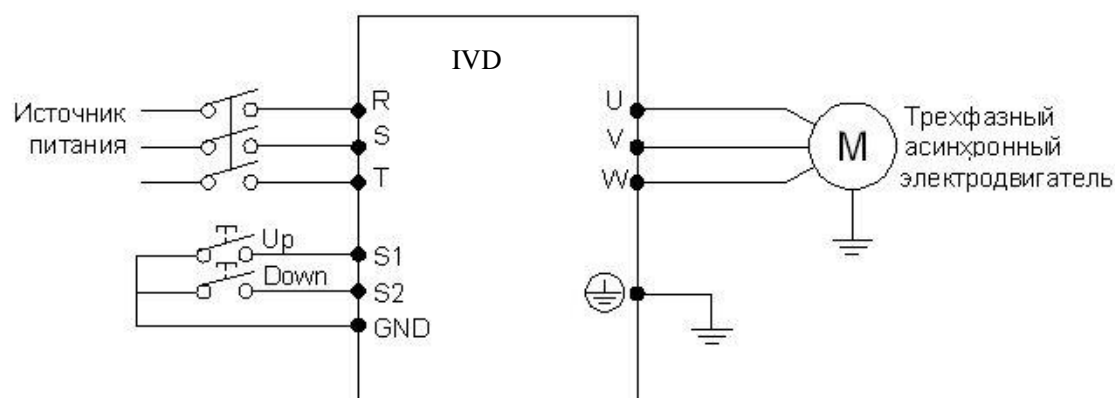 IVD
Источник
питания
R
S
T
Up
S1
Down
S2
GND
U
V
W
M
Трехфазный
асинхронный
электродвигатель